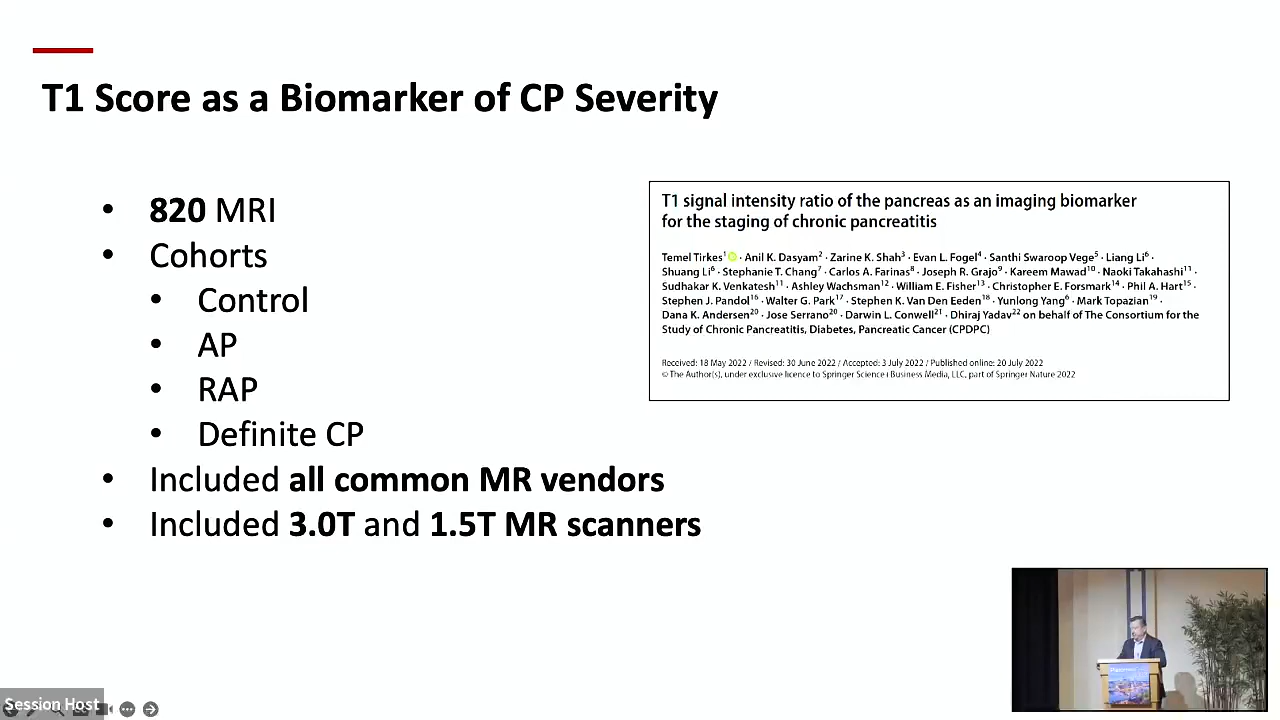 T1 Score as a Biomarker of CP Severity
• 820 MRI
• Cohorts
• Control
• AP
• RAP
• Definite CP
• Included all common MR vendors
• Included 3.0T and 1.5T MR scanners
T1 signal intensity ratio of the pancreas as an imaging biomarker
for the staging of chronic pancreatitis
Temel Tirkes1 · Anil K. Dasyam2 · Zarine K. Shah3 · Evan L. Fogel4 · Santhi Swaroop Vege5 · Liang Li6 ·
Shuang Li6 · Stephanie T. Chang7 · Carlos A. Farinas8 · Joseph R. Grajo9 · Kareem Mawad10 · Naoki Takahashi11 ·
Sudhakar K. Venkatesh11 · Ashley Wachsman12 · William E. Fisher13 · Christopher E. Forsmark14 · Phil A. Hart15 ·
Stephen J. Pandol16 · Walter G. Park17 · Stephen K. Van Den Eeden18 · Yunlong Yang6 · Mark Topazian19 ·
Dana K. Andersen20 · Jose Serrano20 · Darwin L. Conwell21 · Dhiraj Yadav22 on behalf of The Consortium for the
Study of Chronic Pancreatitis, Diabetes, Pancreatic Cancer (CPDPC)
Received: 18 May 2022 / Revised: 30 June 2022 / Accepted: 3 July 2022 / Published online: 20 July 2022
© The Author(s), under exclusive licence to Springer Science+Business Media, LLC, part of Springer Nature 2022
Session Host